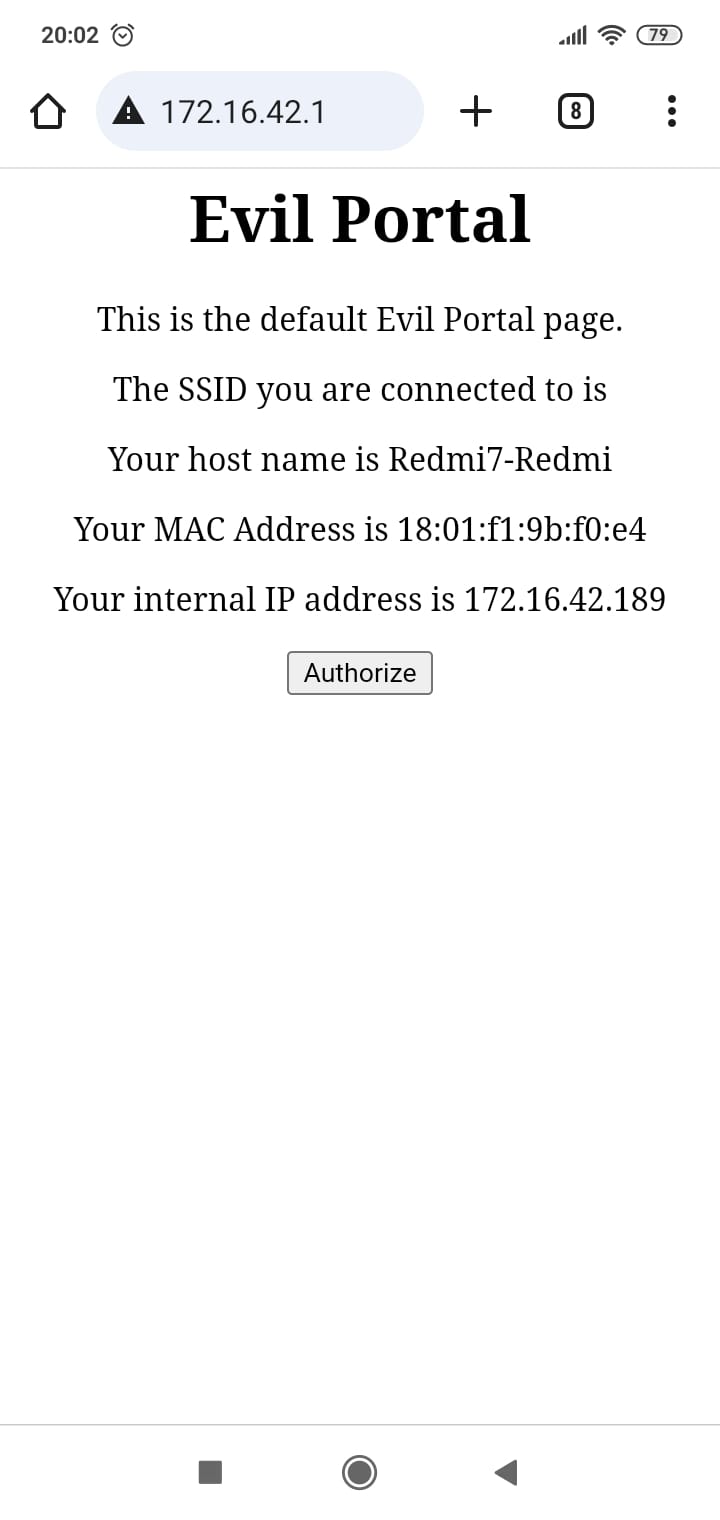 20:02
79
172.16.42.1
8
Evil Portal
This is the default Evil Portal page.
The SSID you are connected to is
Your host name is Redmi7-Redmi
Your MAC Address is 18:01:f1:9b:f0:e4
Your internal IP address is 172.16.42.189
Authorize